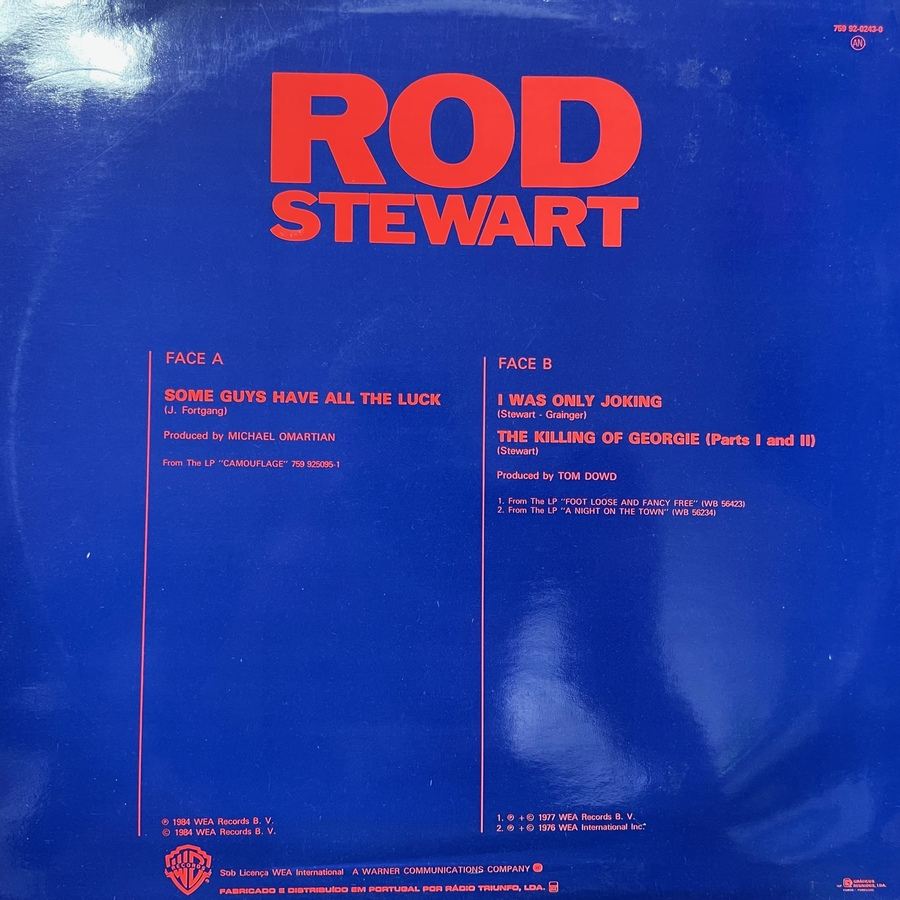 759 92-0243-0
AN
ROD
STEWART
FACE A
SOME GUYS HAVE ALL THE LUCK
(J. Fortgang)
Produced by MICHAEL OMARTIAN
From The LP "CAMOUFLAGE" 759 925095-1
℗ 1984 WEA Records B. V.
© 1984 WEA Records B. V.
FACE B
I WAS ONLY JOKING
(Stewart - Grainger)
THE KILLING OF GEORGIE (Parts I and II)
(Stewart)
Produced by TOM DOWD
1. From The LP "FOOT LOOSE AND FANCY FREE" (WB 56423)
2. From The LP "A NIGHT ON THE TOWN" (WB 56234)
1. ℗ + © 1977 WEA Records B. V.
2. ℗ + © 1976 WEA International Inc.
WB
RECORDS
Sob Licença WEA International A WARNER COMMUNICATIONS COMPANY
FABRICADO E DISTRIBUÍDO EM PORTUGAL POR RÁDIO TRIUNFO, LDA.